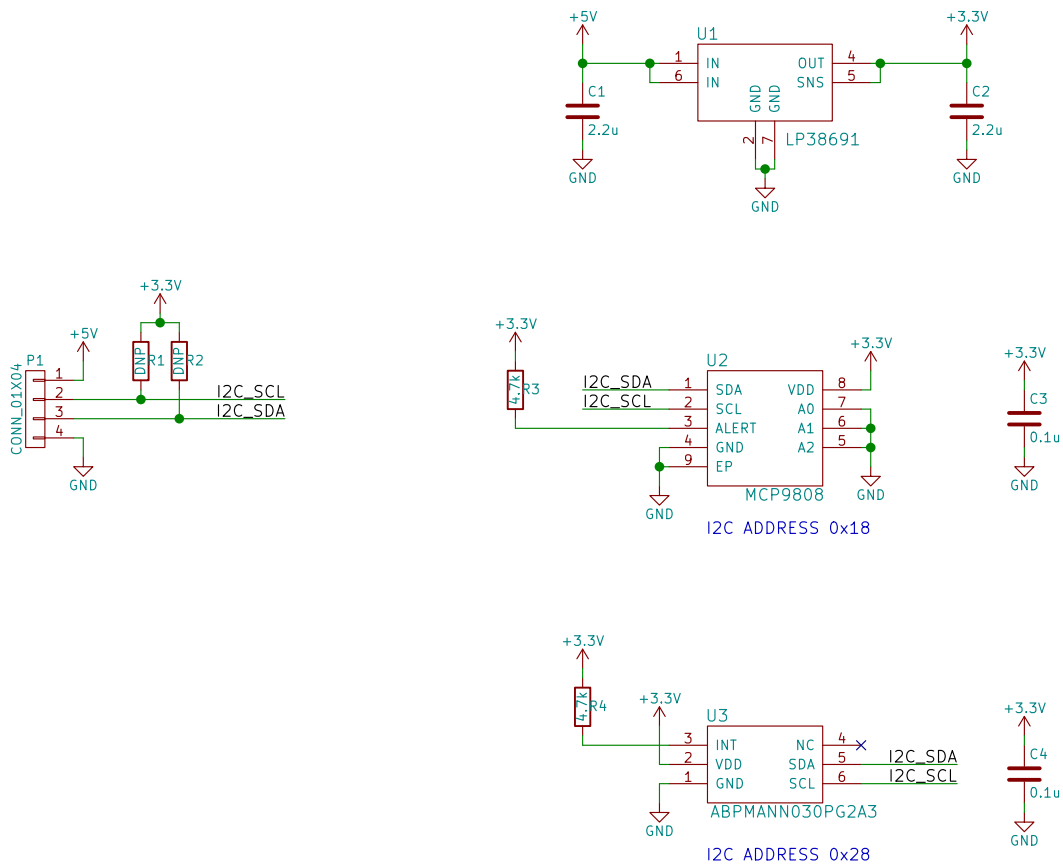 +5V
+3.3V
U1
1 IN
6 IN
OUT 4
SNS 5
GND
GND
2
7
LP38691
C1
2.2u
GND
C2
2.2u
GND
GND
+3.3V
+5V
P1
CONN_01X04
1
2
3
4
DNP
R1
DNP
R2
I2C_SCL
I2C_SDA
GND
+3.3V
4.7k
R3
I2C_SDA
I2C_SCL
U2
1 SDA
2 SCL
3 ALERT
4 GND
9 EP
VDD 8
A0 7
A1 6
A2 5
+3.3V
GND
MCP9808
GND
I2C ADDRESS 0x18
+3.3V
C3
0.1u
GND
+3.3V
4.7k
R4
+3.3V
U3
3 INT
2 VDD
1 GND
NC 4
SDA 5
SCL 6
I2C_SDA
I2C_SCL
ABPMANN030PG2A3
GND
I2C ADDRESS 0x28
+3.3V
C4
0.1u
GND